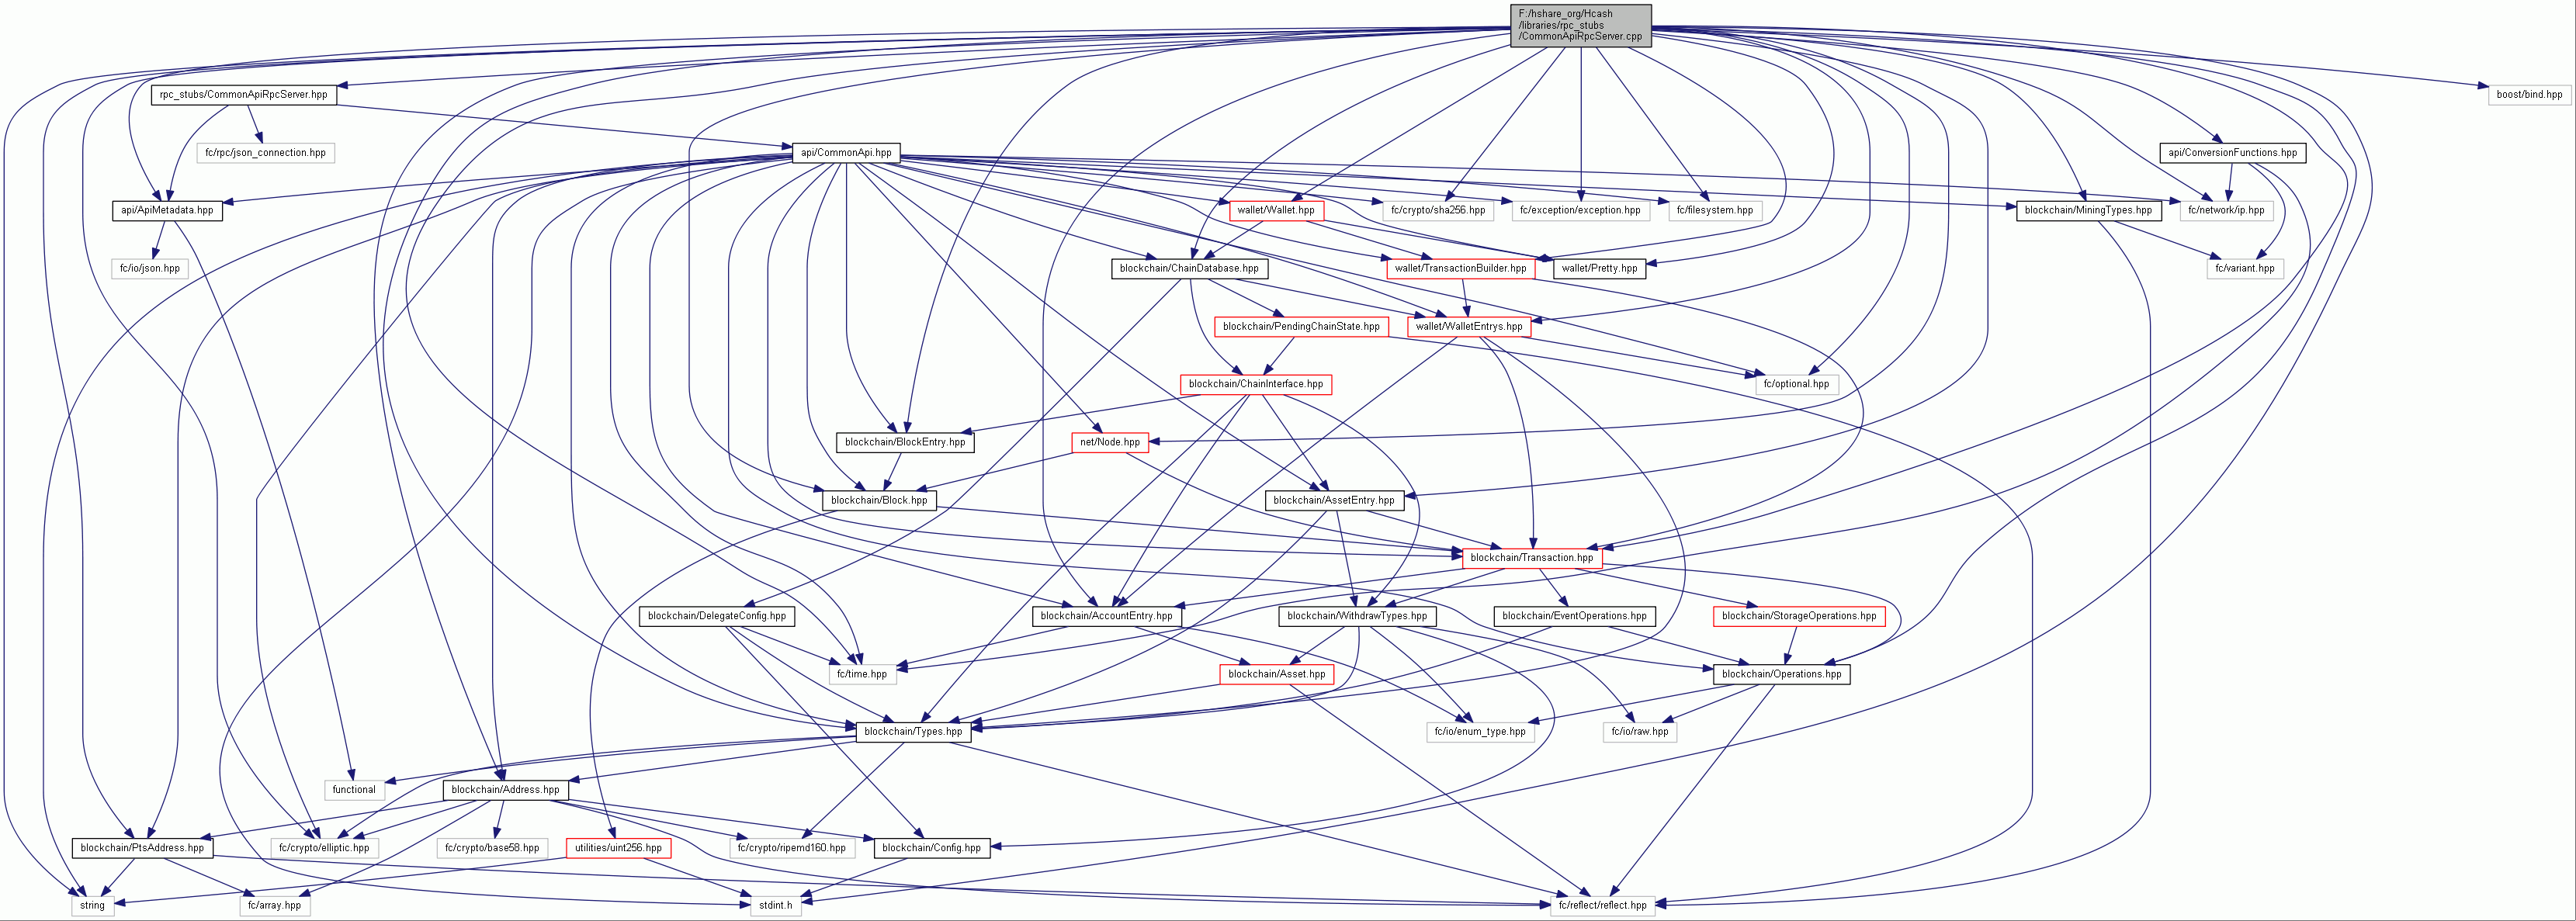 F:/hshare_org/Hcash
/libraries/rpc_stubs
/CommonApiRpcServer.cpp
rpc_stubs/CommonApiRpcServer.hpp
boost/bind.hpp
fc/rpc/json_connection.hpp
api/CommonApi.hpp
api/ConversionFunctions.hpp
api/ApiMetadata.hpp
wallet/Wallet.hpp
fc/crypto/sha256.hpp
fc/exception/exception.hpp
fc/filesystem.hpp
blockchain/MiningTypes.hpp
fc/network/ip.hpp
fc/io/json.hpp
blockchain/ChainDatabase.hpp
wallet/TransactionBuilder.hpp
wallet/Pretty.hpp
fc/variant.hpp
blockchain/PendingChainState.hpp
wallet/WalletEntrys.hpp
blockchain/ChainInterface.hpp
fc/optional.hpp
blockchain/BlockEntry.hpp
net/Node.hpp
blockchain/Block.hpp
blockchain/AssetEntry.hpp
blockchain/Transaction.hpp
blockchain/DelegateConfig.hpp
blockchain/AccountEntry.hpp
blockchain/WithdrawTypes.hpp
blockchain/EventOperations.hpp
blockchain/StorageOperations.hpp
fc/time.hpp
blockchain/Asset.hpp
blockchain/Operations.hpp
blockchain/Types.hpp
fc/io/enum_type.hpp
fc/io/raw.hpp
functional
blockchain/Address.hpp
blockchain/PtsAddress.hpp
fc/crypto/elliptic.hpp
fc/crypto/base58.hpp
utilities/uint256.hpp
fc/crypto/ripemd160.hpp
blockchain/Config.hpp
string
fc/array.hpp
stdint.h
fc/reflect/reflect.hpp